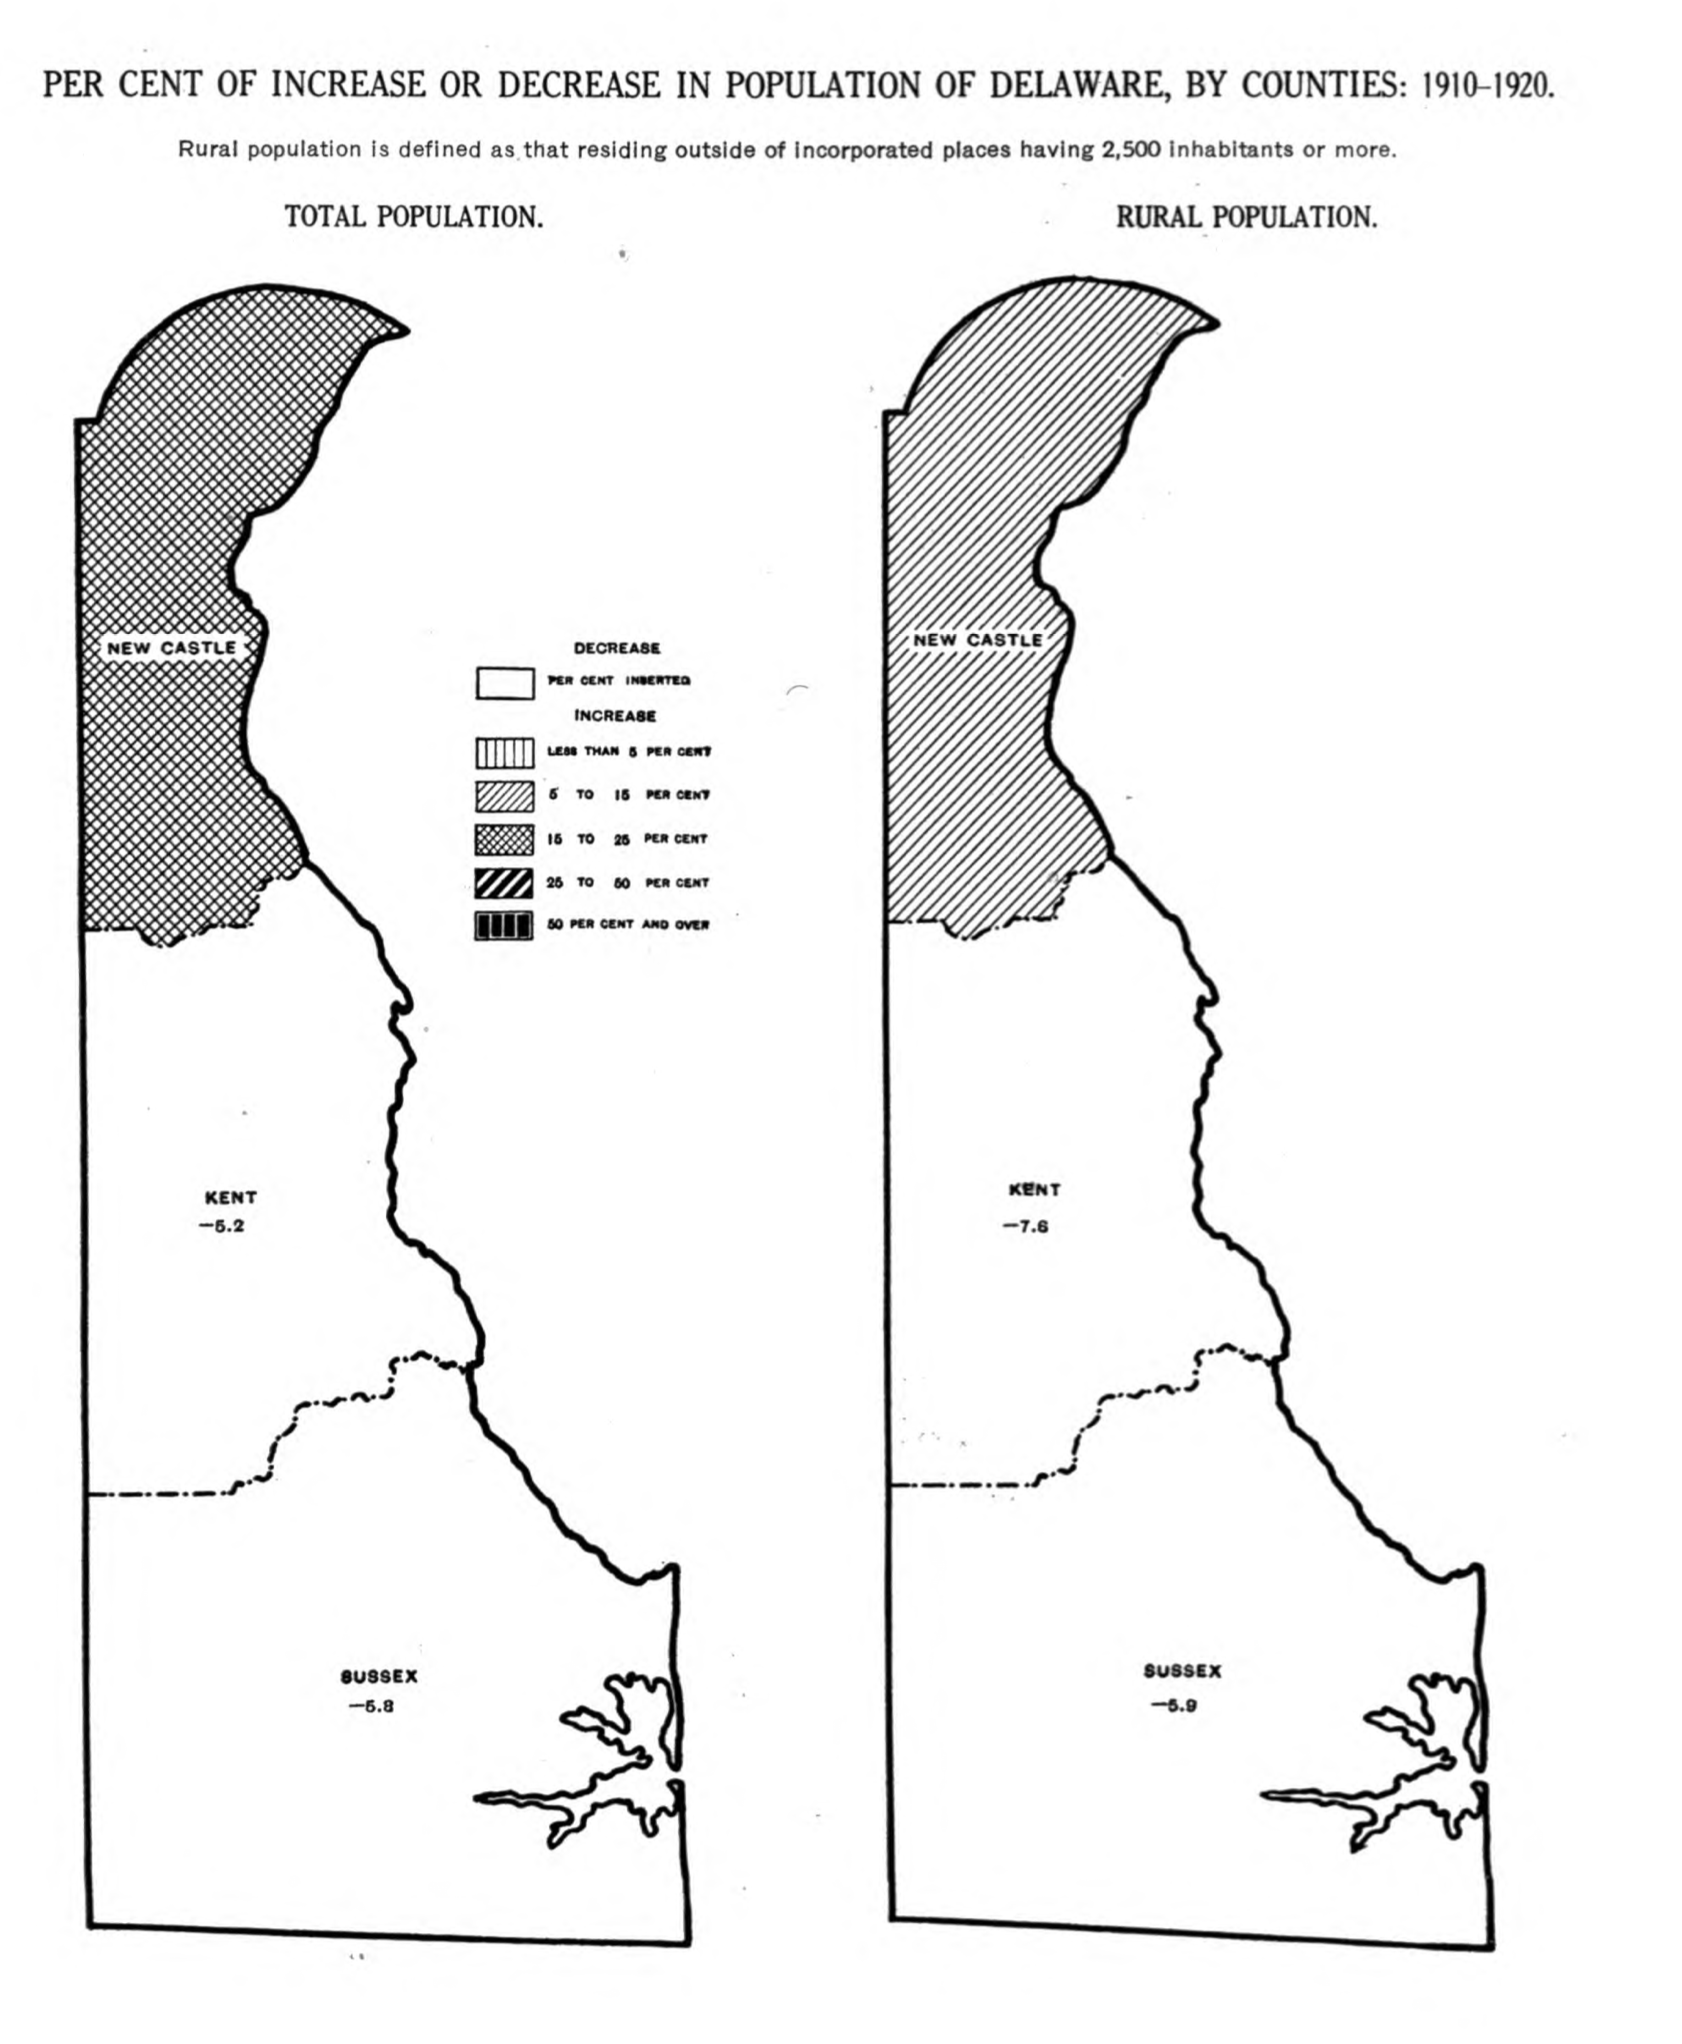 PER CENT OF INCREASE OR DECREASE IN POPULATION OF DELAWARE, BY COUNTIES: 1910–1920.
Rural population is defined as that residing outside of incorporated places having 2,500 inhabitants or more.
TOTAL POPULATION.
NEW CASTLE
KENT
—5.2
SUSSEX
—5.8
DECREASE
PER CENT INSERTED
INCREASE
LESS THAN 5 PER CENT
5 TO 15 PER CENT
15 TO 25 PER CENT
25 TO 50 PER CENT
50 PER CENT AND OVER
RURAL POPULATION.
NEW CASTLE
KENT
—7.6
SUSSEX
—5.9